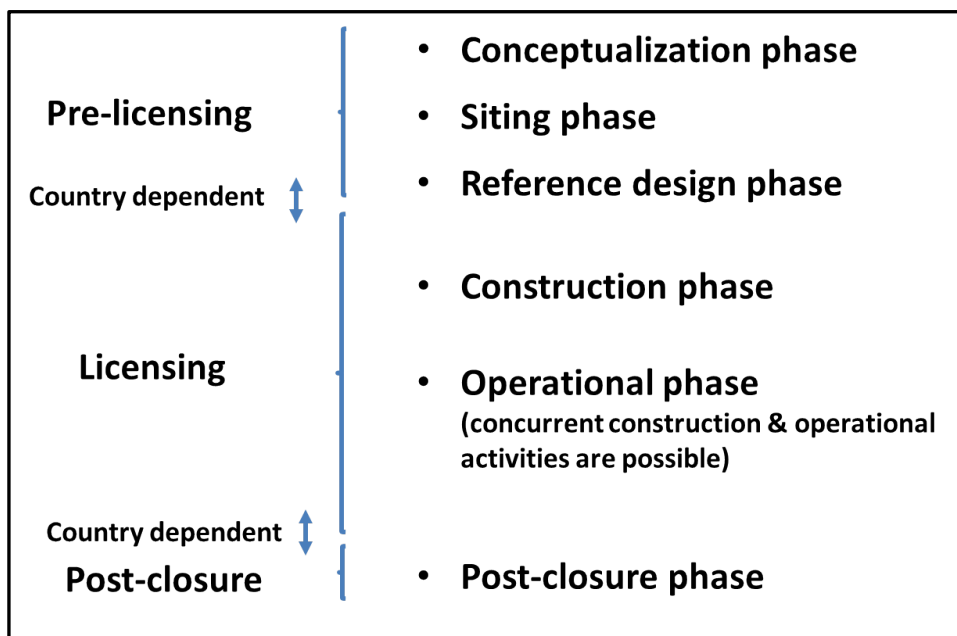 • Conceptualization phase
Pre-licensing
• Siting phase
Country dependent
• Reference design phase
• Construction phase
Licensing
• Operational phase
(concurrent construction & operational
activities are possible)
Country dependent
Post-closure
• Post-closure phase